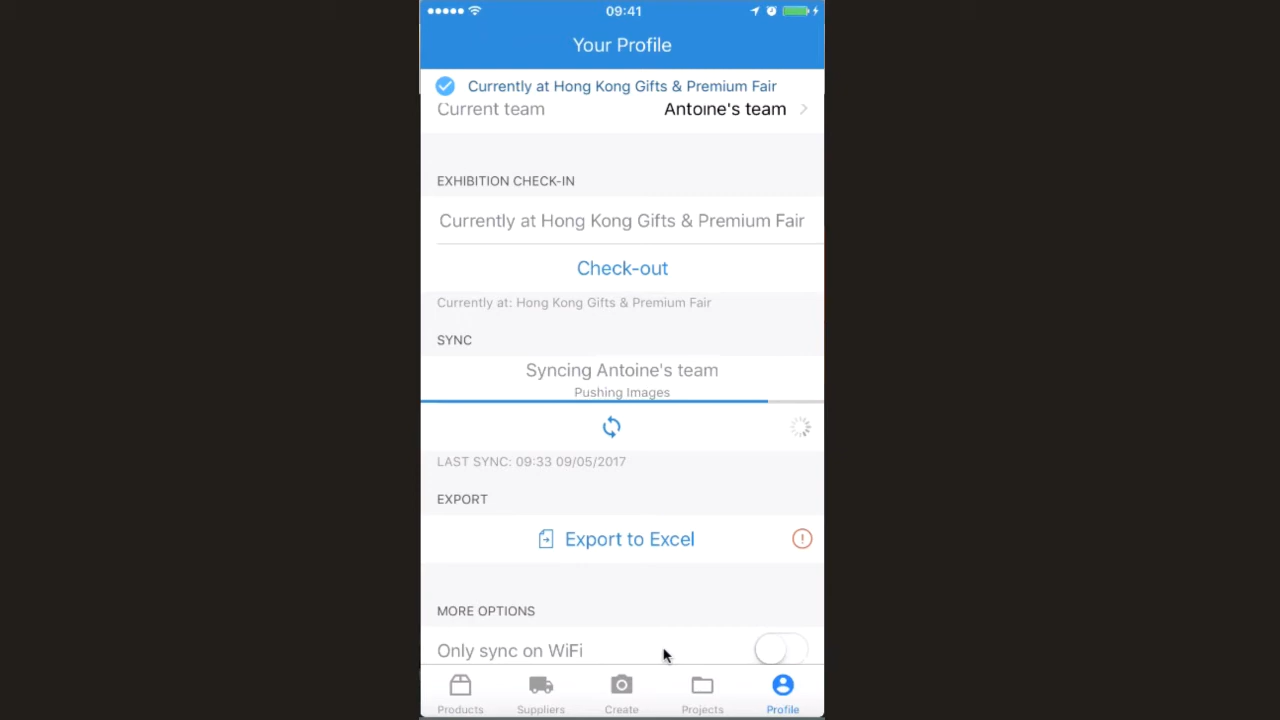 09:41
Your Profile
Currently at Hong Kong Gifts & Premium Fair
Current team Antoine's team
EXHIBITION CHECK-IN
Currently at Hong Kong Gifts & Premium Fair
Check-out
Currently at: Hong Kong Gifts & Premium Fair
SYNC
Syncing Antoine's team
Pushing Images
LAST SYNC: 09:33 09/05/2017
EXPORT
Export to Excel
MORE OPTIONS
Only sync on WiFi
Products Suppliers Create Projects Profile